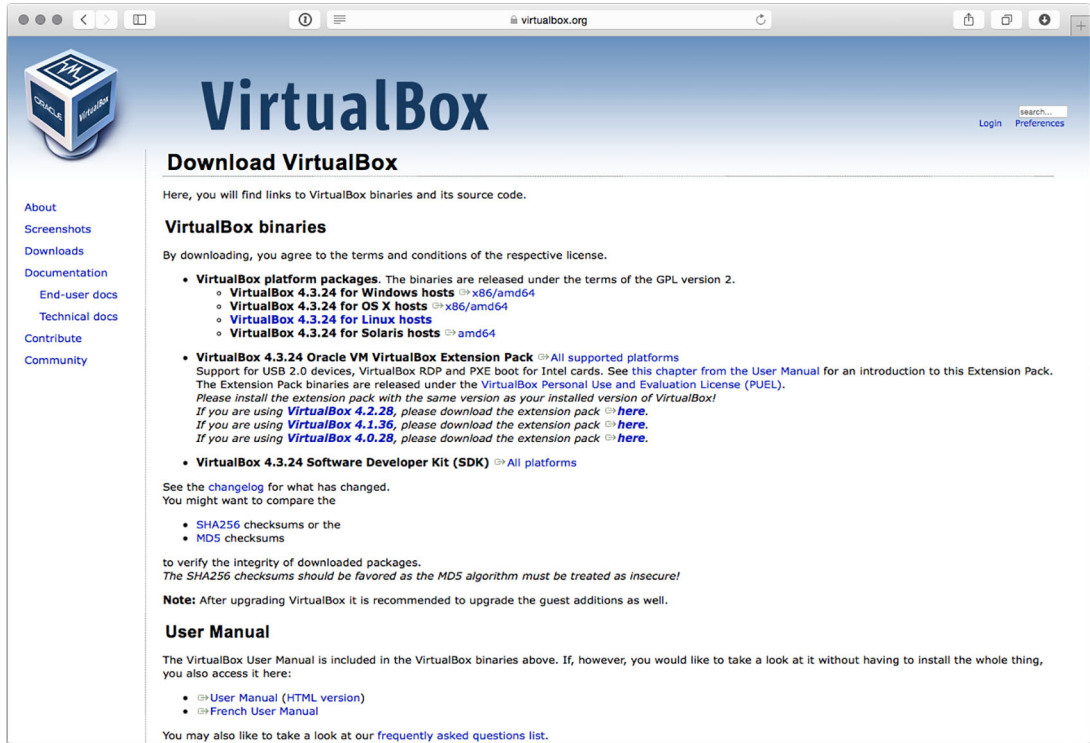 virtualbox.org
VirtualBox
ORACLE
VirtualBox
search...
Login Preferences
Download VirtualBox
About
Screenshots
Downloads
Documentation
End-user docs
Technical docs
Contribute
Community
Here, you will find links to VirtualBox binaries and its source code.
VirtualBox binaries
By downloading, you agree to the terms and conditions of the respective license.
• VirtualBox platform packages. The binaries are released under the terms of the GPL version 2.
◦ VirtualBox 4.3.24 for Windows hosts x86/amd64
◦ VirtualBox 4.3.24 for OS X hosts x86/amd64
◦ VirtualBox 4.3.24 for Linux hosts
◦ VirtualBox 4.3.24 for Solaris hosts amd64
• VirtualBox 4.3.24 Oracle VM VirtualBox Extension Pack All supported platforms
Support for USB 2.0 devices, VirtualBox RDP and PXE boot for Intel cards. See this chapter from the User Manual for an introduction to this Extension Pack.
The Extension Pack binaries are released under the VirtualBox Personal Use and Evaluation License (PUEL).
Please install the extension pack with the same version as your installed version of VirtualBox!
If you are using VirtualBox 4.2.28, please download the extension pack here.
If you are using VirtualBox 4.1.36, please download the extension pack here.
If you are using VirtualBox 4.0.28, please download the extension pack here.
• VirtualBox 4.3.24 Software Developer Kit (SDK) All platforms
See the changelog for what has changed.
You might want to compare the
• SHA256 checksums or the
• MD5 checksums
to verify the integrity of downloaded packages.
The SHA256 checksums should be favored as the MD5 algorithm must be treated as insecure!
Note: After upgrading VirtualBox it is recommended to upgrade the guest additions as well.
User Manual
The VirtualBox User Manual is included in the VirtualBox binaries above. If, however, you would like to take a look at it without having to install the whole thing,
you also access it here:
• User Manual (HTML version)
• French User Manual
You may also like to take a look at our frequently asked questions list.